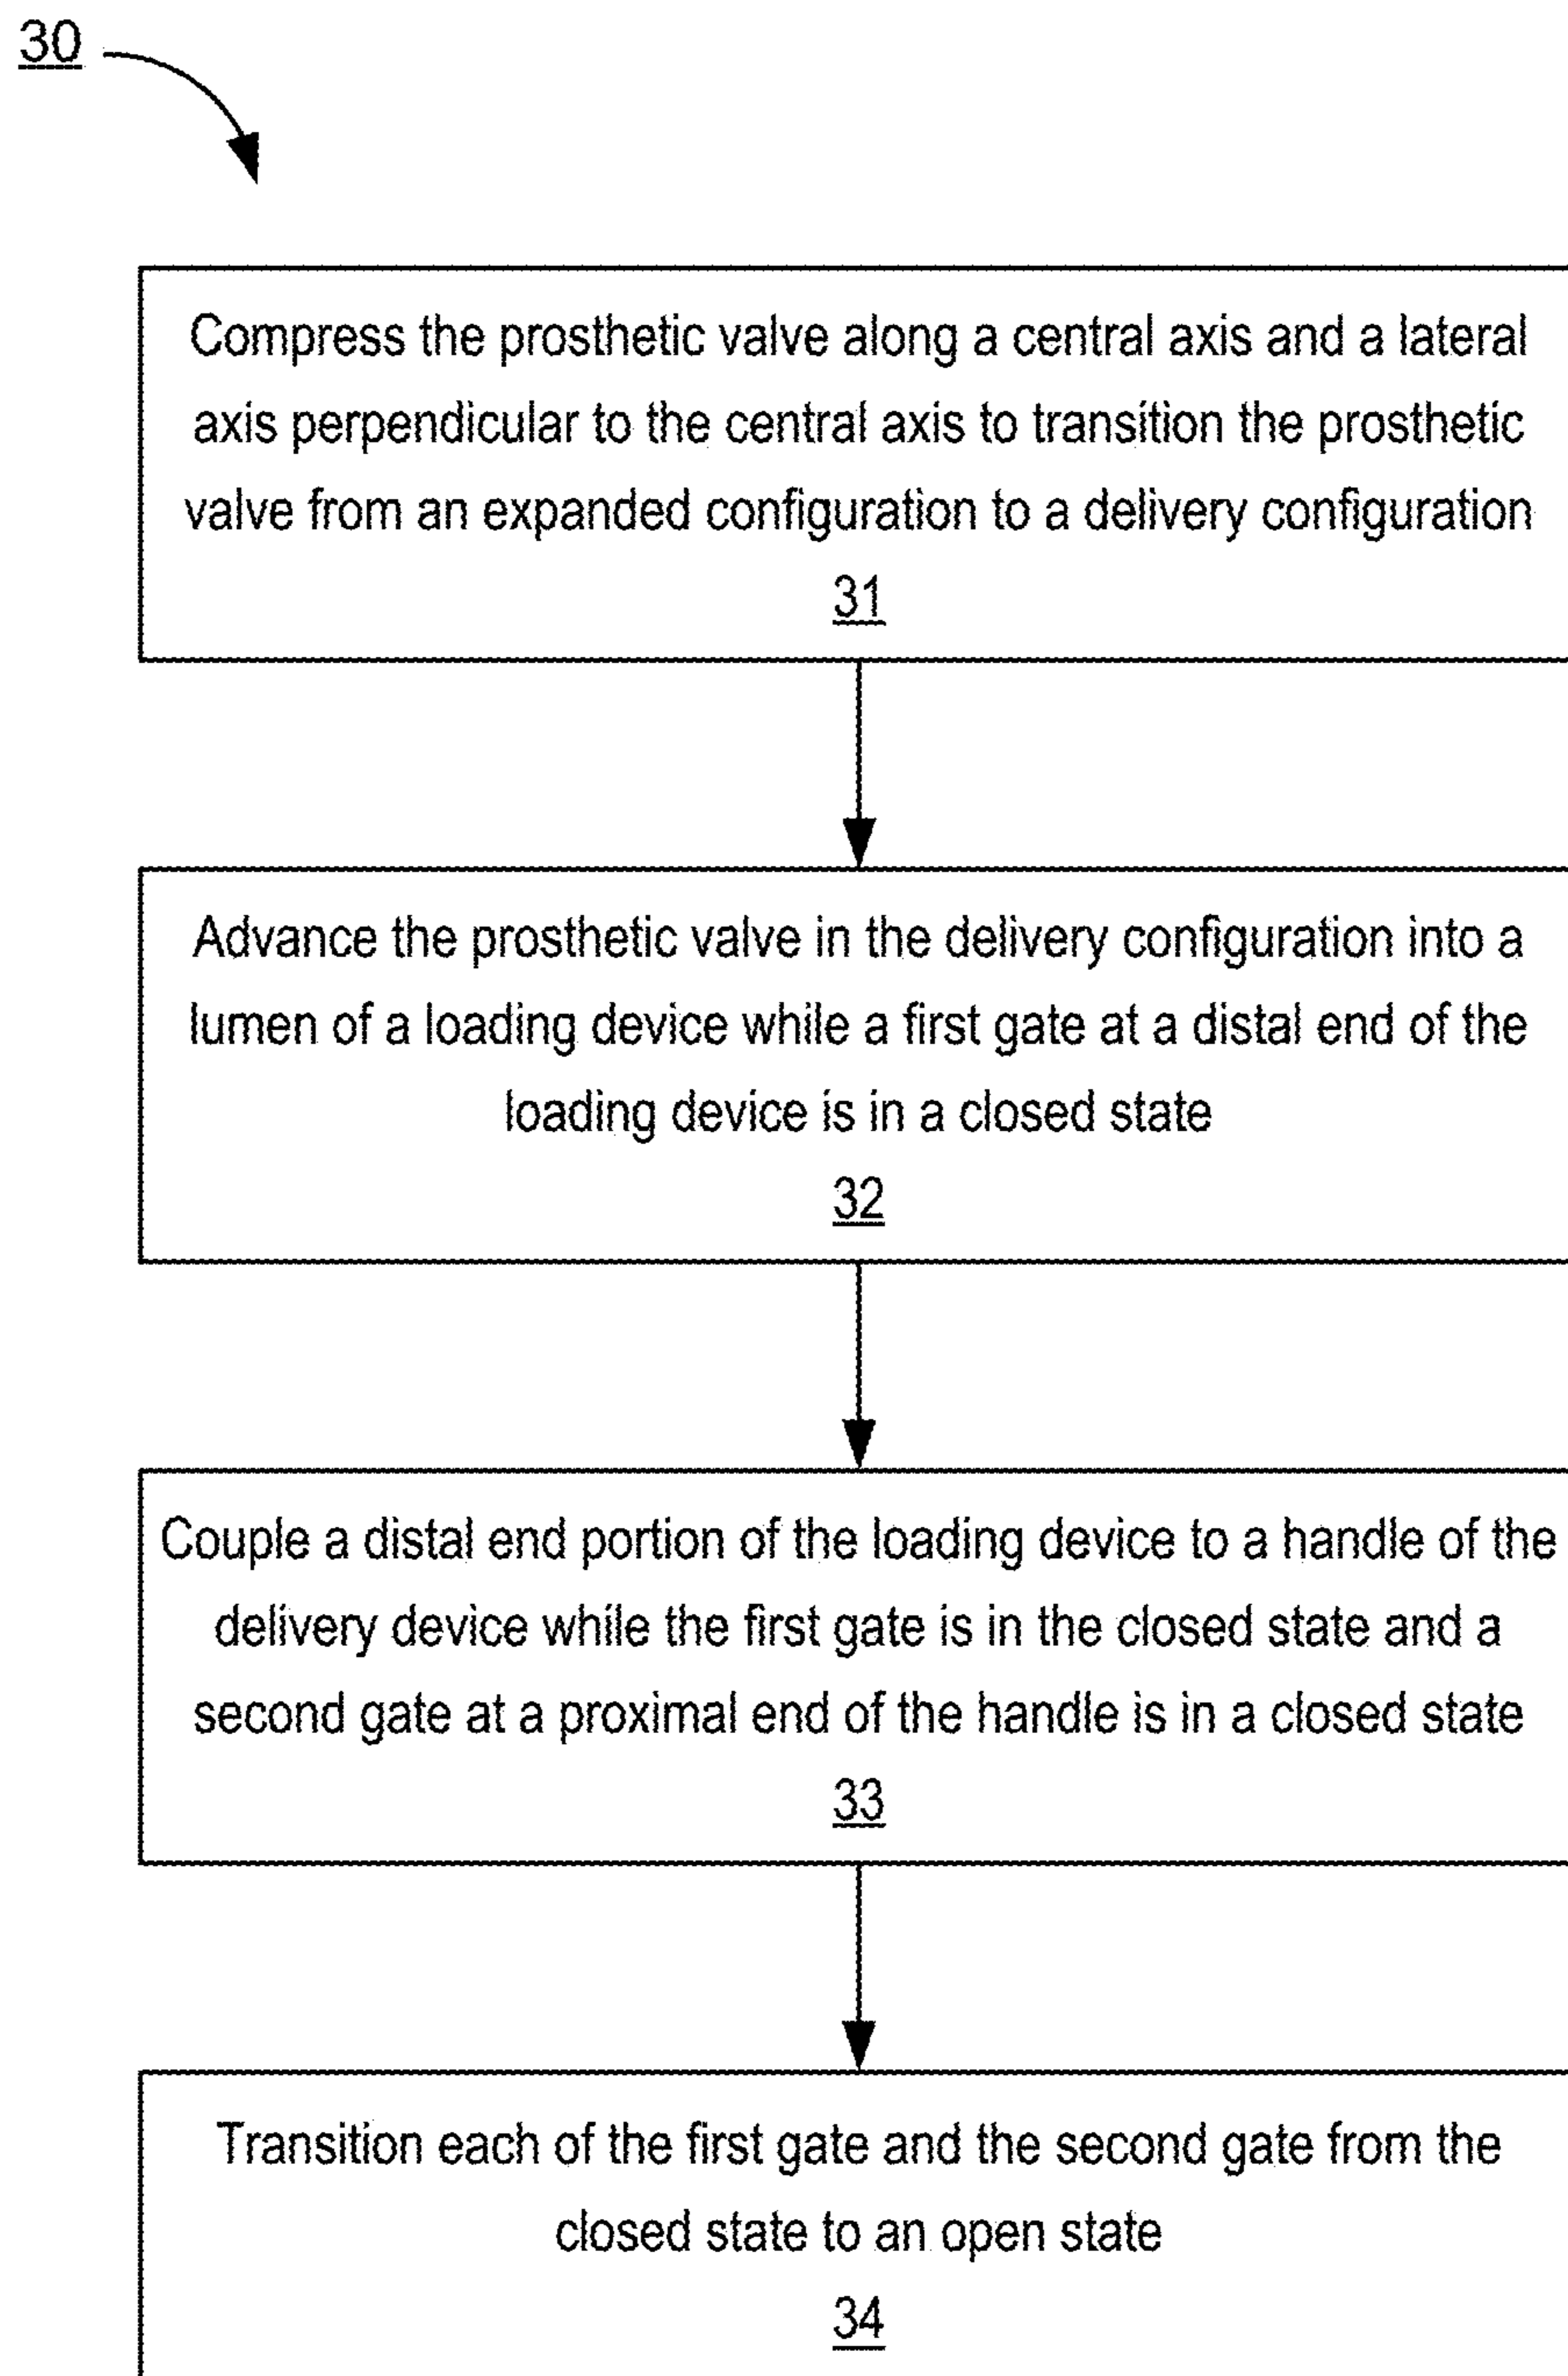 30
Compress the prosthetic valve along a central axis and a lateral
axis perpendicular to the central axis to transition the prosthetic
valve from an expanded configuration to a delivery configuration
31
Advance the prosthetic valve in the delivery configuration into a
lumen of a loading device while a first gate at a distal end of the
loading device is in a closed state
32
Couple a distal end portion of the loading device to a handle of the
delivery device while the first gate is in the closed state and a
second gate at a proximal end of the handle is in a closed state
33
Transition each of the first gate and the second gate from the
closed state to an open state
34